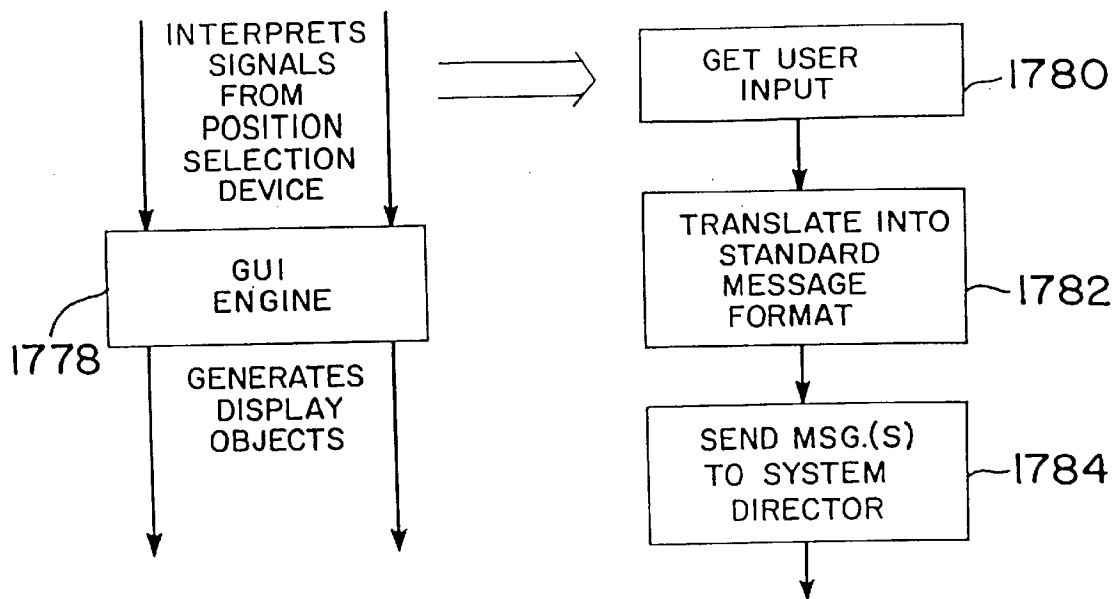 INTERPRETS
SIGNALS
FROM
POSITION
SELECTION
DEVICE
GUI
ENGINE
1778
GENERATES
DISPLAY
OBJECTS
GET USER
INPUT
1780
TRANSLATE INTO
STANDARD
MESSAGE
FORMAT
1782
SEND MSG.(S)
TO SYSTEM
DIRECTOR
1784